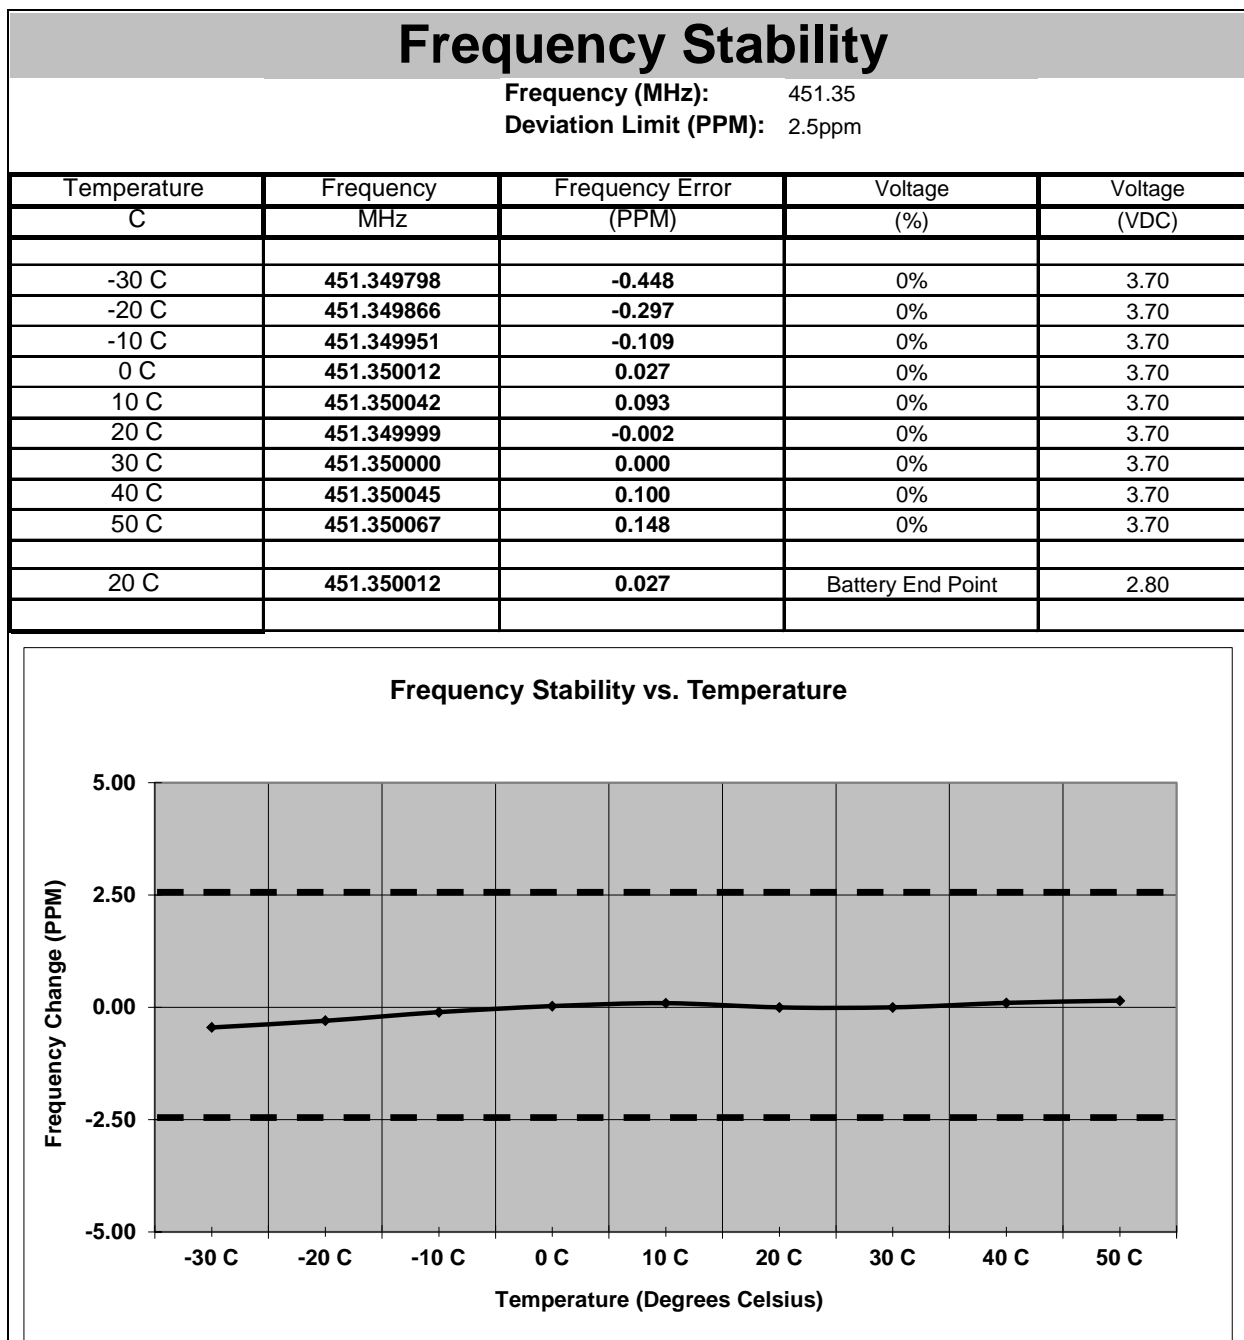 Frequency Stability
Frequency (MHz): 451.35
Deviation Limit (PPM): 2.5ppm
Temperature Frequency Frequency Error Voltage Voltage
C MHz (PPM) (%) (VDC)
-30 C 451.349798 -0.448 0% 3.70
-20 C 451.349866 -0.297 0% 3.70
-10 C 451.349951 -0.109 0% 3.70
0 C 451.350012 0.027 0% 3.70
10 C 451.350042 0.093 0% 3.70
20 C 451.349999 -0.002 0% 3.70
30 C 451.350000 0.000 0% 3.70
40 C 451.350045 0.100 0% 3.70
50 C 451.350067 0.148 0% 3.70
20 C 451.350012 0.027 Battery End Point 2.80
Frequency Stability vs. Temperature
Frequency Change (PPM)
5.00
2.50
0.00
-2.50
-5.00
-30 C -20 C -10 C 0 C 10 C 20 C 30 C 40 C 50 C
Temperature (Degrees Celsius)